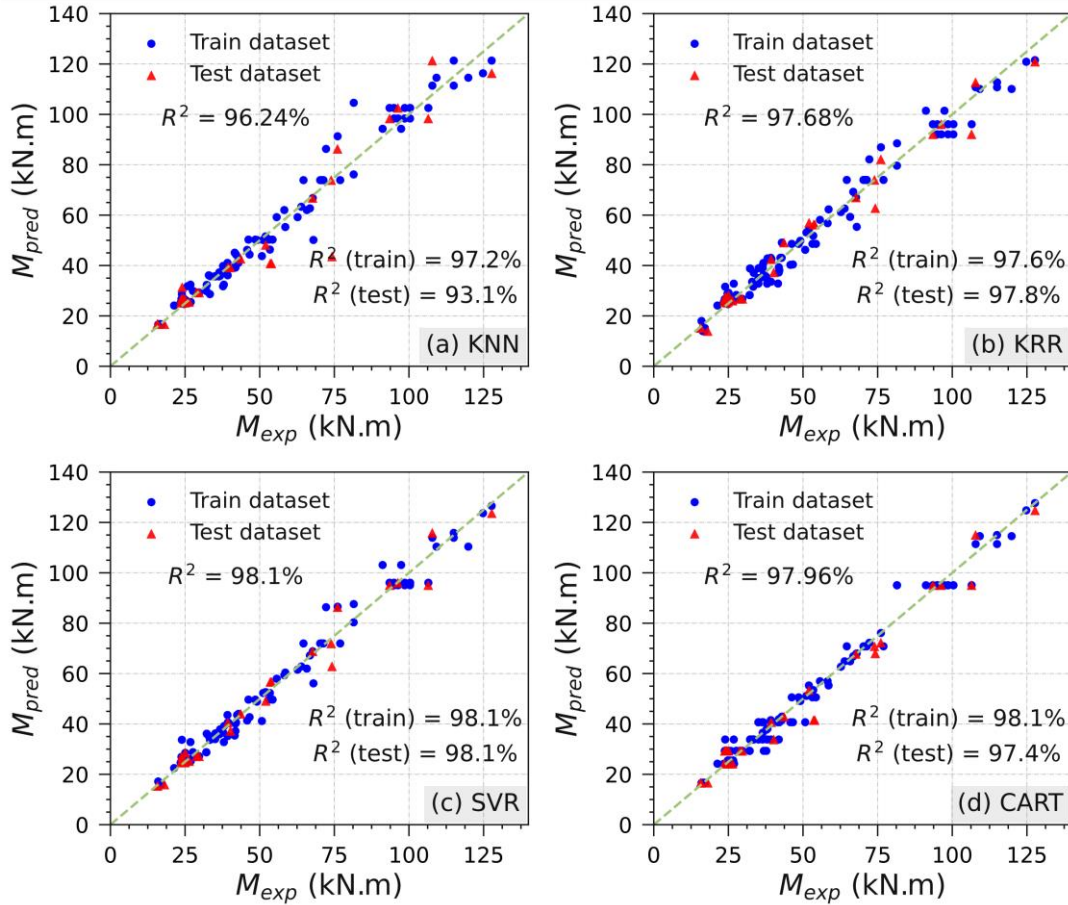 140
120
100
80
60
40
20
0
M_pred (kN.m)
Train dataset
Test dataset
R² = 96.24%
R² (train) = 97.2%
R² (test) = 93.1%
(a) KNN
0 25 50 75 100 125
M_exp (kN.m)
140
120
100
80
60
40
20
0
M_pred (kN.m)
Train dataset
Test dataset
R² = 97.68%
R² (train) = 97.6%
R² (test) = 97.8%
(b) KRR
0 25 50 75 100 125
M_exp (kN.m)
140
120
100
80
60
40
20
0
M_pred (kN.m)
Train dataset
Test dataset
R² = 98.1%
R² (train) = 98.1%
R² (test) = 98.1%
(c) SVR
0 25 50 75 100 125
M_exp (kN.m)
140
120
100
80
60
40
20
0
M_pred (kN.m)
Train dataset
Test dataset
R² = 97.96%
R² (train) = 98.1%
R² (test) = 97.4%
(d) CART
0 25 50 75 100 125
M_exp (kN.m)